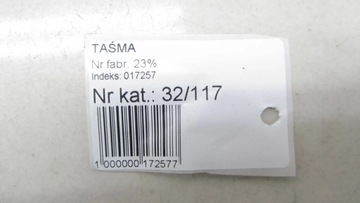 TAŚMA
Nr fabr. 23%
Indeks: 017257
Nr kat.: 32/117
1 000000 172577